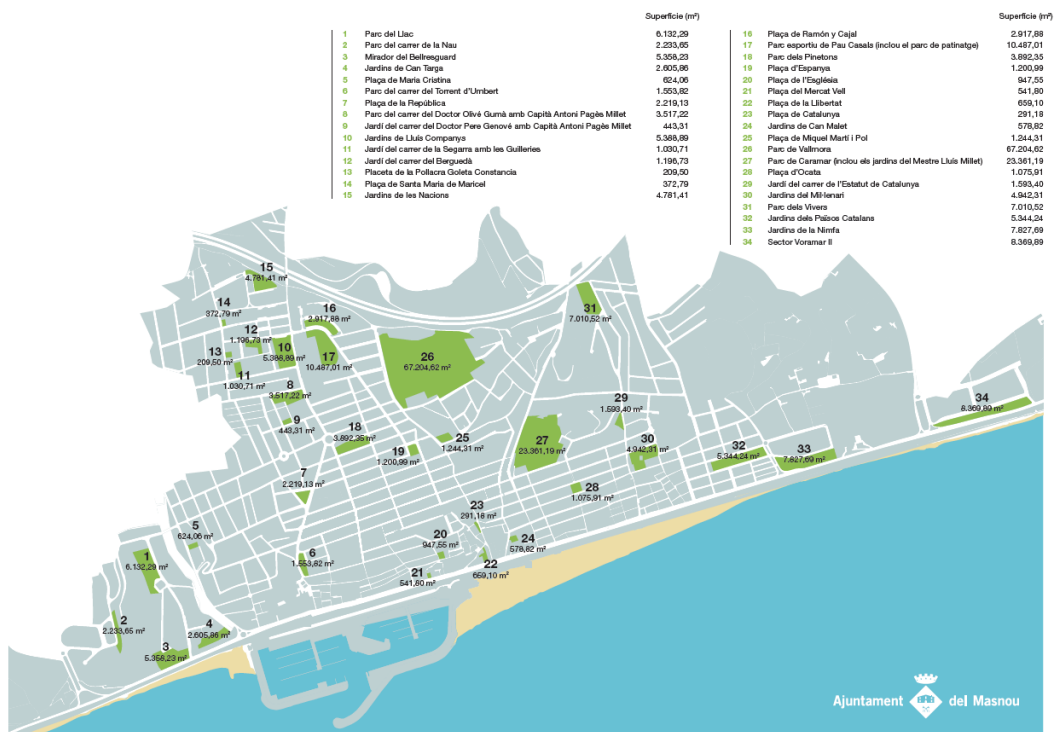 Superfície (m²)
1 Parc del Llac 6.132,29
2 Parc del carrer de la Nau 2.233,65
3 Mirador del Bellresguard 5.358,23
4 Jardins de Can Targa 2.605,86
5 Plaça de Maria Cristina 624,06
6 Parc del carrer del Torrent d'Umbert 1.553,82
7 Plaça de la República 2.219,13
8 Parc del carrer del Doctor Olivé Gumà amb Capità Antoni Pagès Millet 3.517,22
9 Jardí del carrer del Doctor Pere Genové amb Capità Antoni Pagès Millet 443,31
10 Jardins de Lluís Companys 5.388,89
11 Jardí del carrer de la Segarra amb les Guilleries 1.030,71
12 Jardí del carrer del Berguedà 1.196,73
13 Placeta de la Pollacra Goleta Constancia 209,50
14 Plaça de Santa Maria de Maricel 372,79
15 Jardins de les Nacions 4.781,41
Superfície (m²)
16 Plaça de Ramón y Cajal 2.917,88
17 Parc esportiu de Pau Casals (inclou el parc de patinatge) 10.487,01
18 Parc dels Pinetons 3.892,35
19 Plaça d'Espanya 1.200,99
20 Plaça de l'Església 947,55
21 Plaça del Mercat Vell 541,80
22 Plaça de la Llibertat 659,10
23 Plaça de Catalunya 291,18
24 Jardins de Can Malet 578,82
25 Plaça de Miquel Martí i Pol 1.244,31
26 Parc de Vallmora 67.204,62
27 Parc de Caramar (inclou els jardins del Mestre Lluís Millet) 23.361,19
28 Plaça d'Ocata 1.075,91
29 Jardí del carrer de l'Estatut de Catalunya 1.593,40
30 Jardins del Mil·lenari 4.942,31
31 Parc dels Vivers 7.010,52
32 Jardins dels Països Catalans 5.344,24
33 Jardins de la Nimfa 7.827,69
34 Sector Voramar II 8.369,89
15
4.781,41 m²
14
372,79 m²
16
2.917,88 m²
31
7.010,52 m²
12
1.196,73 m²
13
209,50 m²
10
5.388,89 m²
17
10.487,01 m²
26
67.204,62 m²
11
1.030,71 m²
8
3.517,22 m²
29
1.593,40 m²
34
8.369,89 m²
9
443,31 m²
18
3.892,35 m²
19
1.200,99 m²
25
1.244,31 m²
27
23.361,19 m²
30
4.942,31 m²
32
5.344,24 m²
33
7.827,69 m²
7
2.219,13 m²
28
1.075,91 m²
23
291,18 m²
5
624,06 m²
20
947,55 m²
24
578,82 m²
1
6.132,29 m²
6
1.553,82 m²
21
541,80 m²
22
659,10 m²
2
2.233,65 m²
4
2.605,86 m²
3
5.358,23 m²
Ajuntament del Masnou